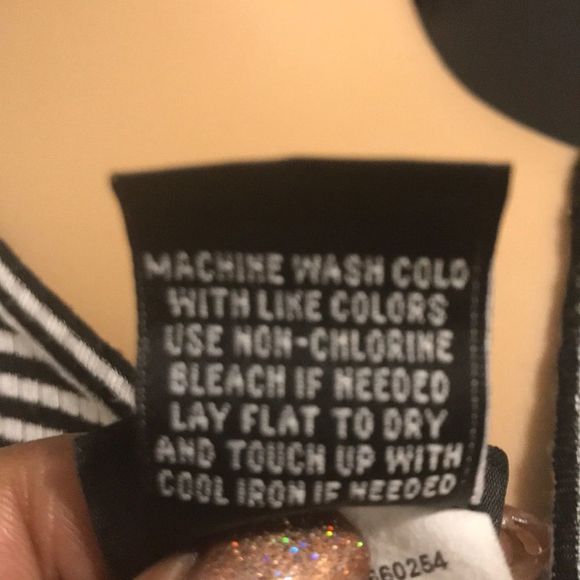 MACHINE WASH COLD
WITH LIKE COLORS
USE NON-CHLORINE
BLEACH IF NEEDED
LAY FLAT TO DRY
AND TOUCH UP WITH
COOL IRON IF NEEDED
660254